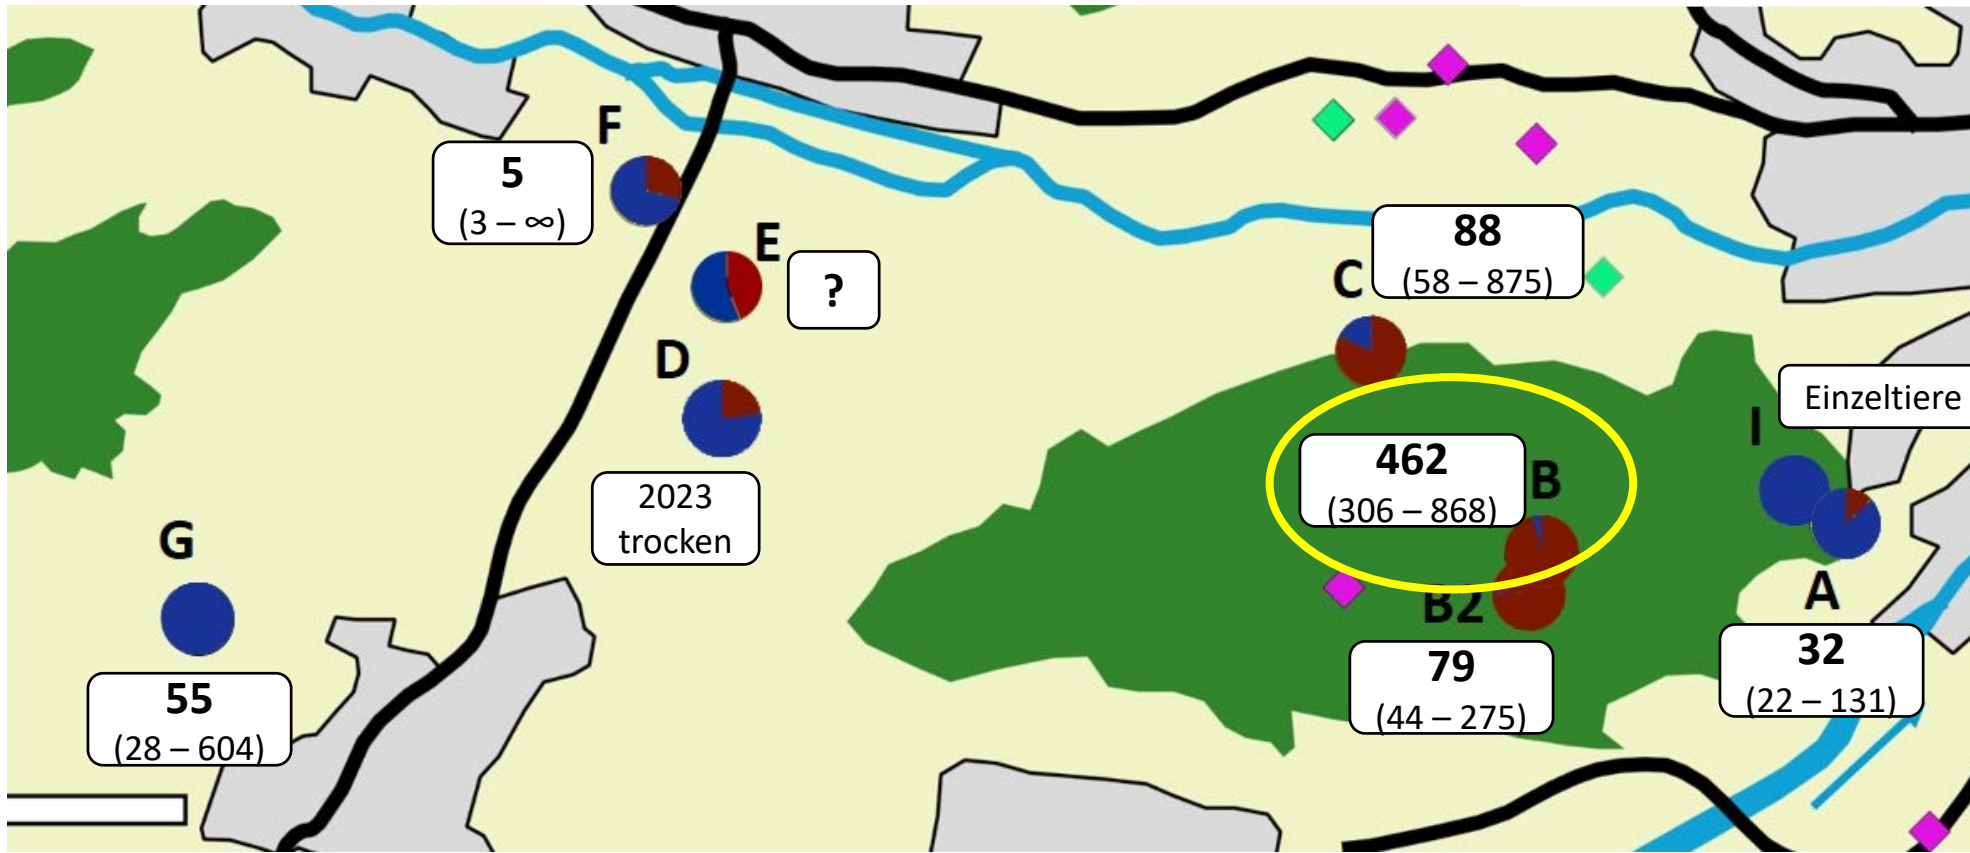 F
5
(3 – ∞)
E
?
D
2023
trocken
G
55
(28 – 604)
88
(58 – 875)
C
Einzeltiere
I
462
(306 – 868)
B
B2
79
(44 – 275)
A
32
(22 – 131)